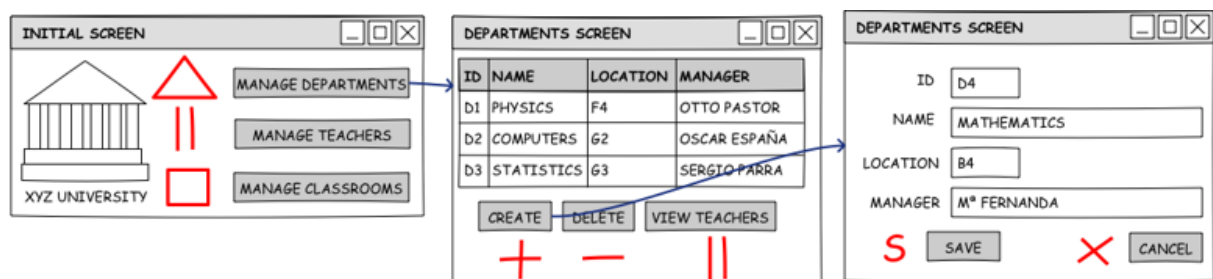 INITIAL SCREEN
MANAGE DEPARTMENTS
MANAGE TEACHERS
MANAGE CLASSROOMS
XYZ UNIVERSITY
DEPARTMENTS SCREEN
ID NAME LOCATION MANAGER
D1 PHYSICS F4 OTTO PASTOR
D2 COMPUTERS G2 OSCAR ESPAÑA
D3 STATISTICS G3 SERGIO PARRA
CREATE DELETE VIEW TEACHERS
DEPARTMENTS SCREEN
ID D4
NAME MATHEMATICS
LOCATION B4
MANAGER Mª FERNANDA
S SAVE X CANCEL